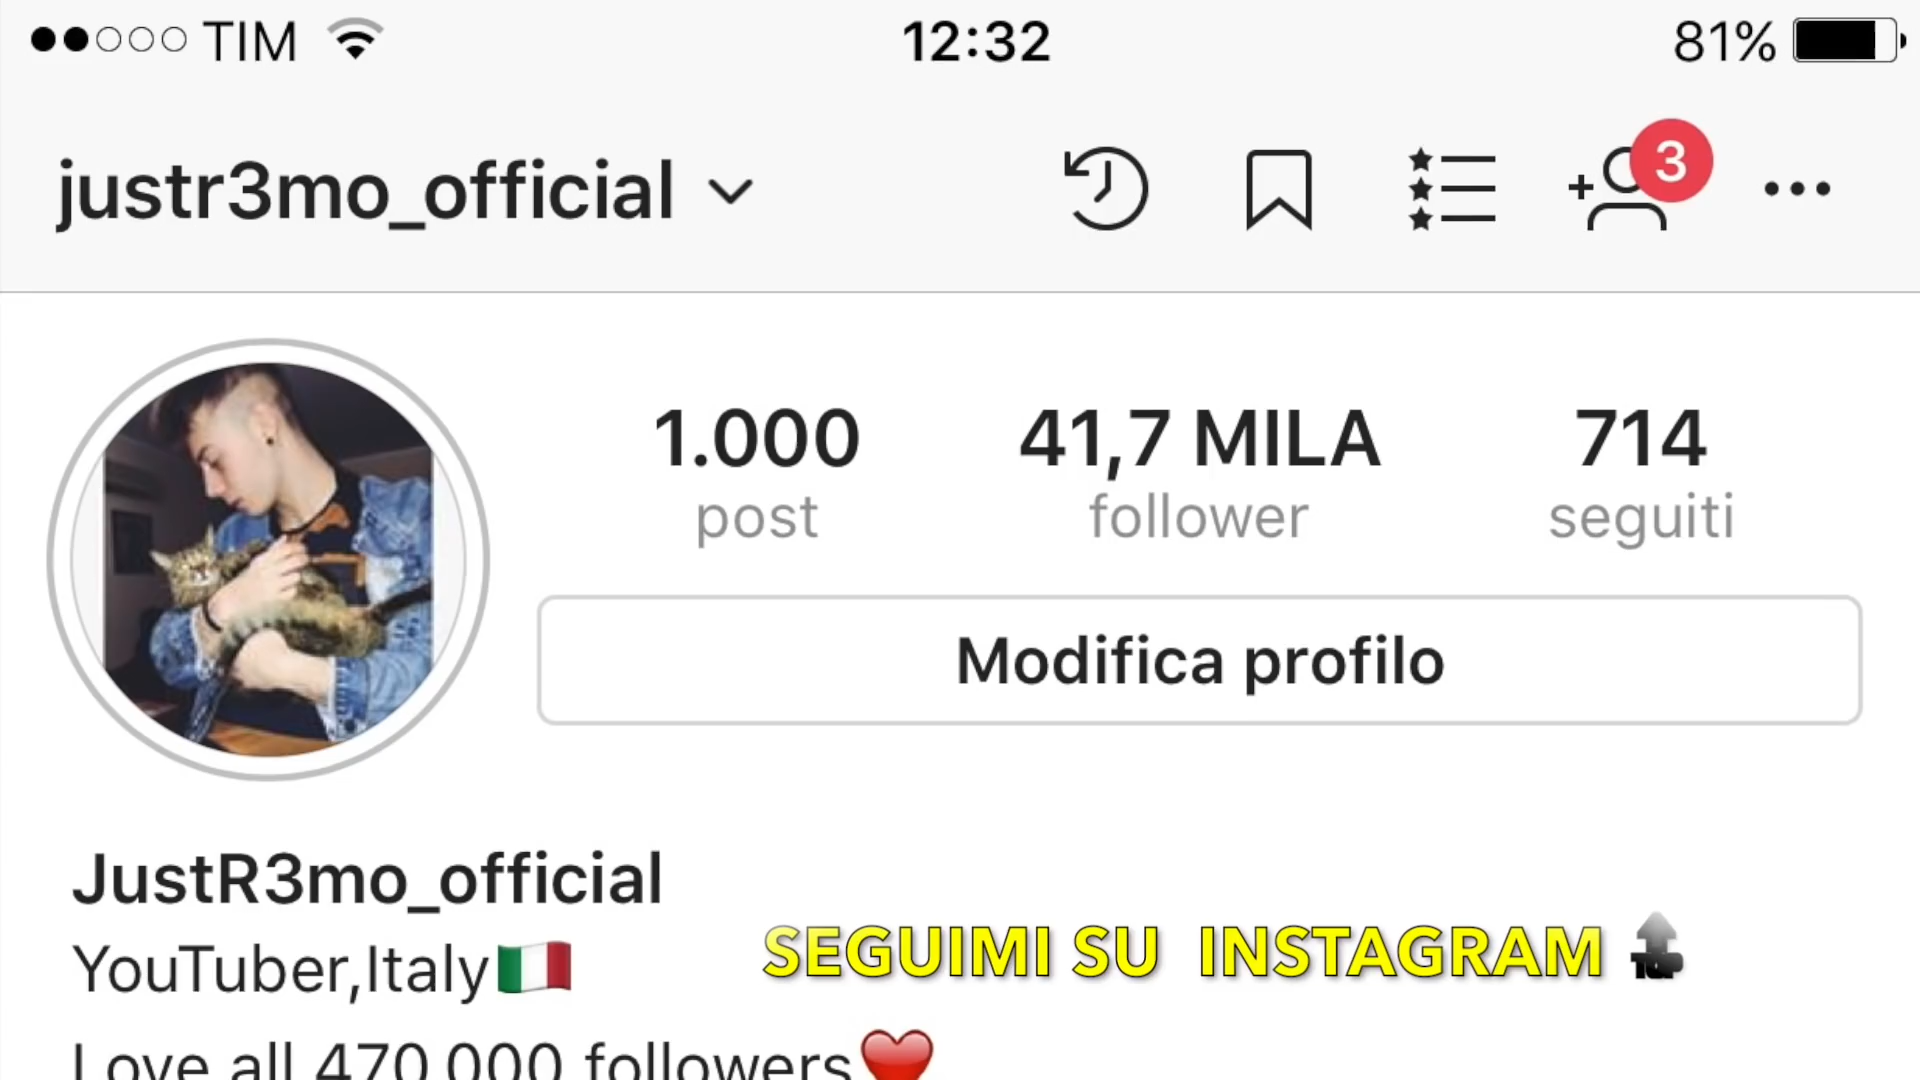 TIM 12:32 81%
justr3mo_official 3
1.000 41,7 MILA 714
post follower seguiti
Modifica profilo
JustR3mo_official
YouTuber,Italy🇮🇹
SEGUIMI SU INSTAGRAM
Love all 470.000 followers❤️